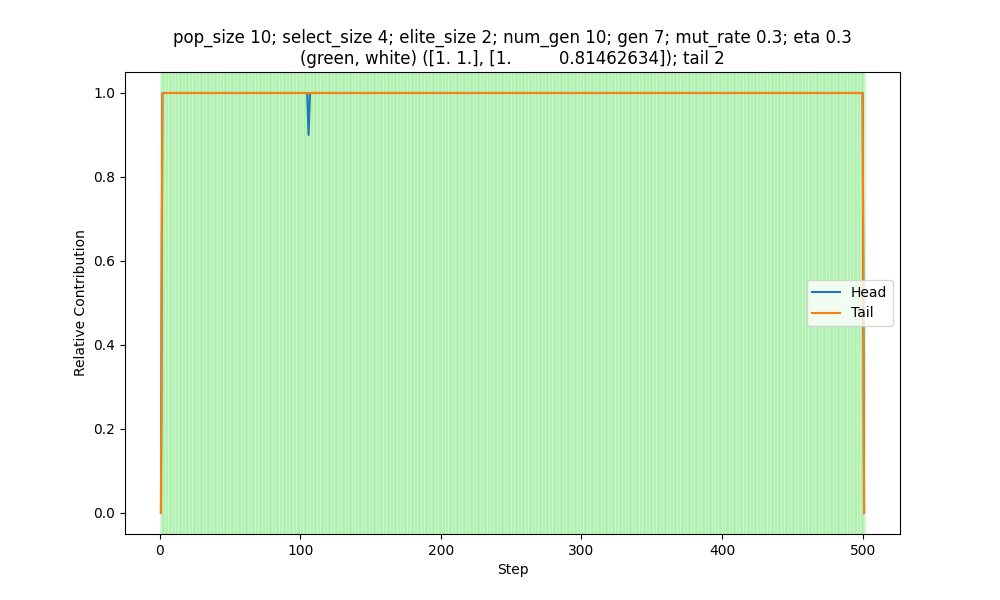 pop_size 10; select_size 4; elite_size 2; num_gen 10; gen 7; mut_rate 0.3; eta 0.3
(green, white) ([1. 1.], [1.          0.81462634]); tail 2
1.0
0.8
0.6
0.4
0.2
0.0
Relative Contribution
Head
Tail
0
100
200
300
400
500
Step